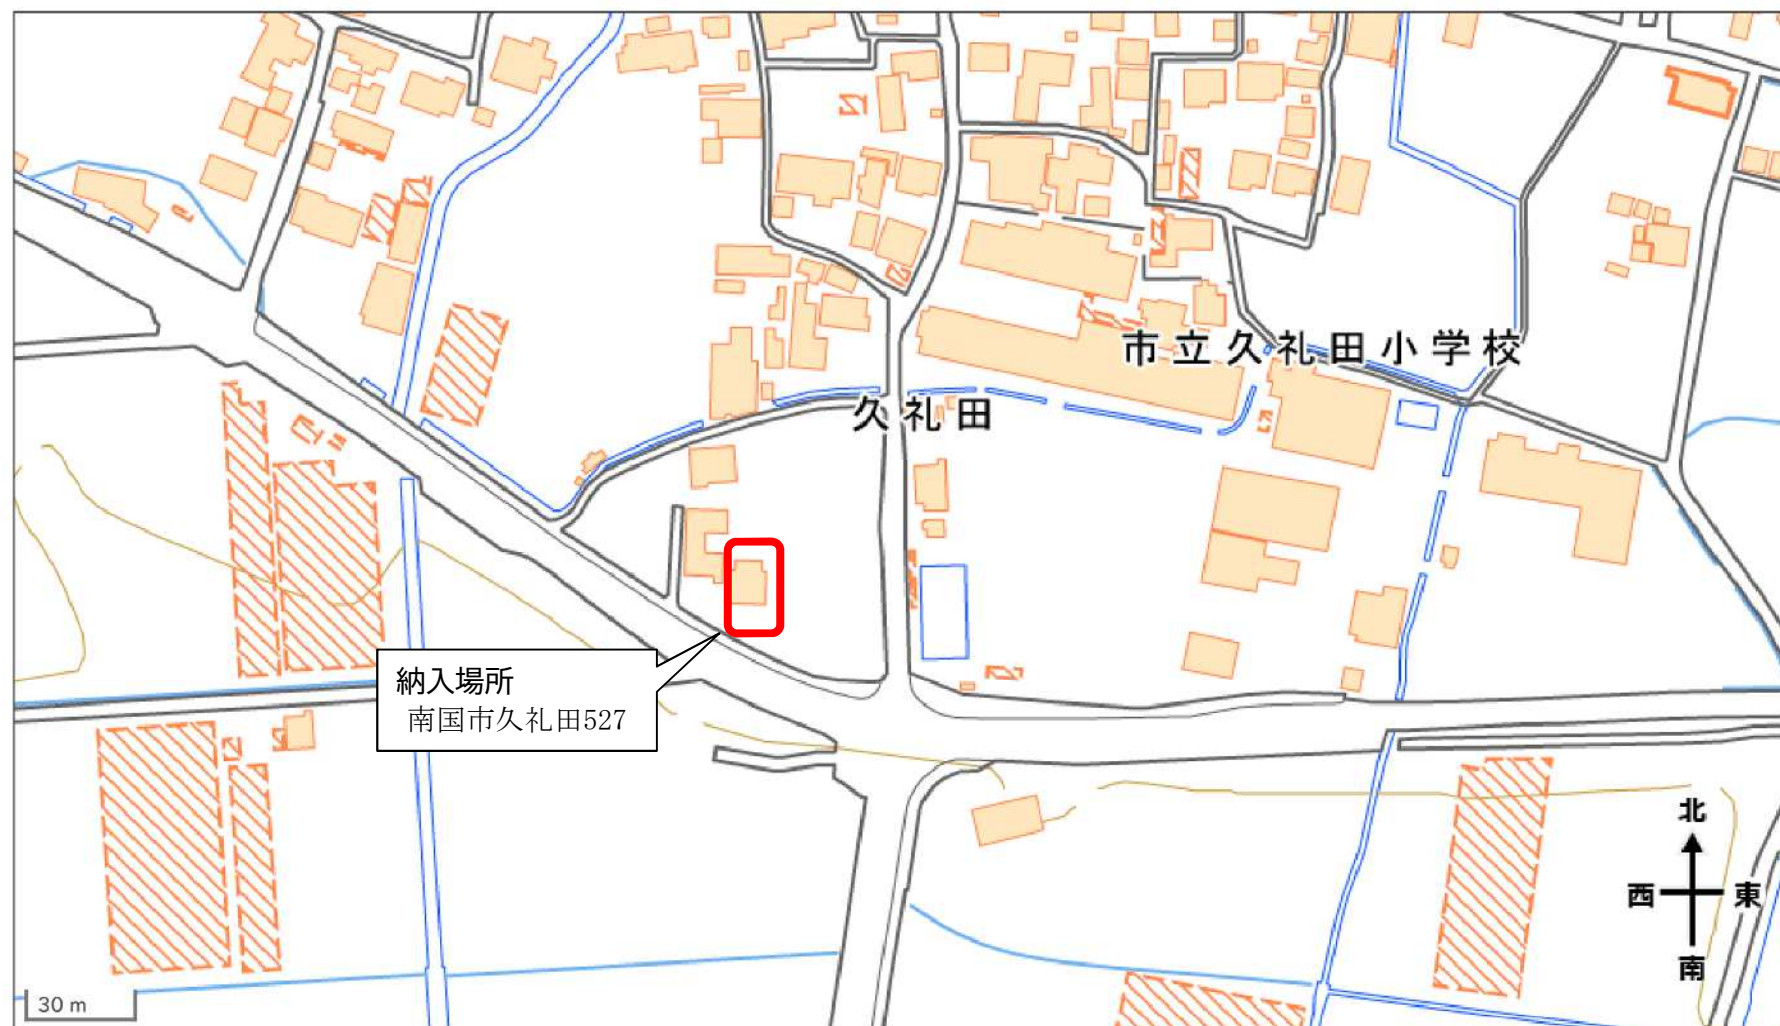 市立久礼田小学校
久礼田
納入場所
南国市久礼田527
北
西 東
南
30 m